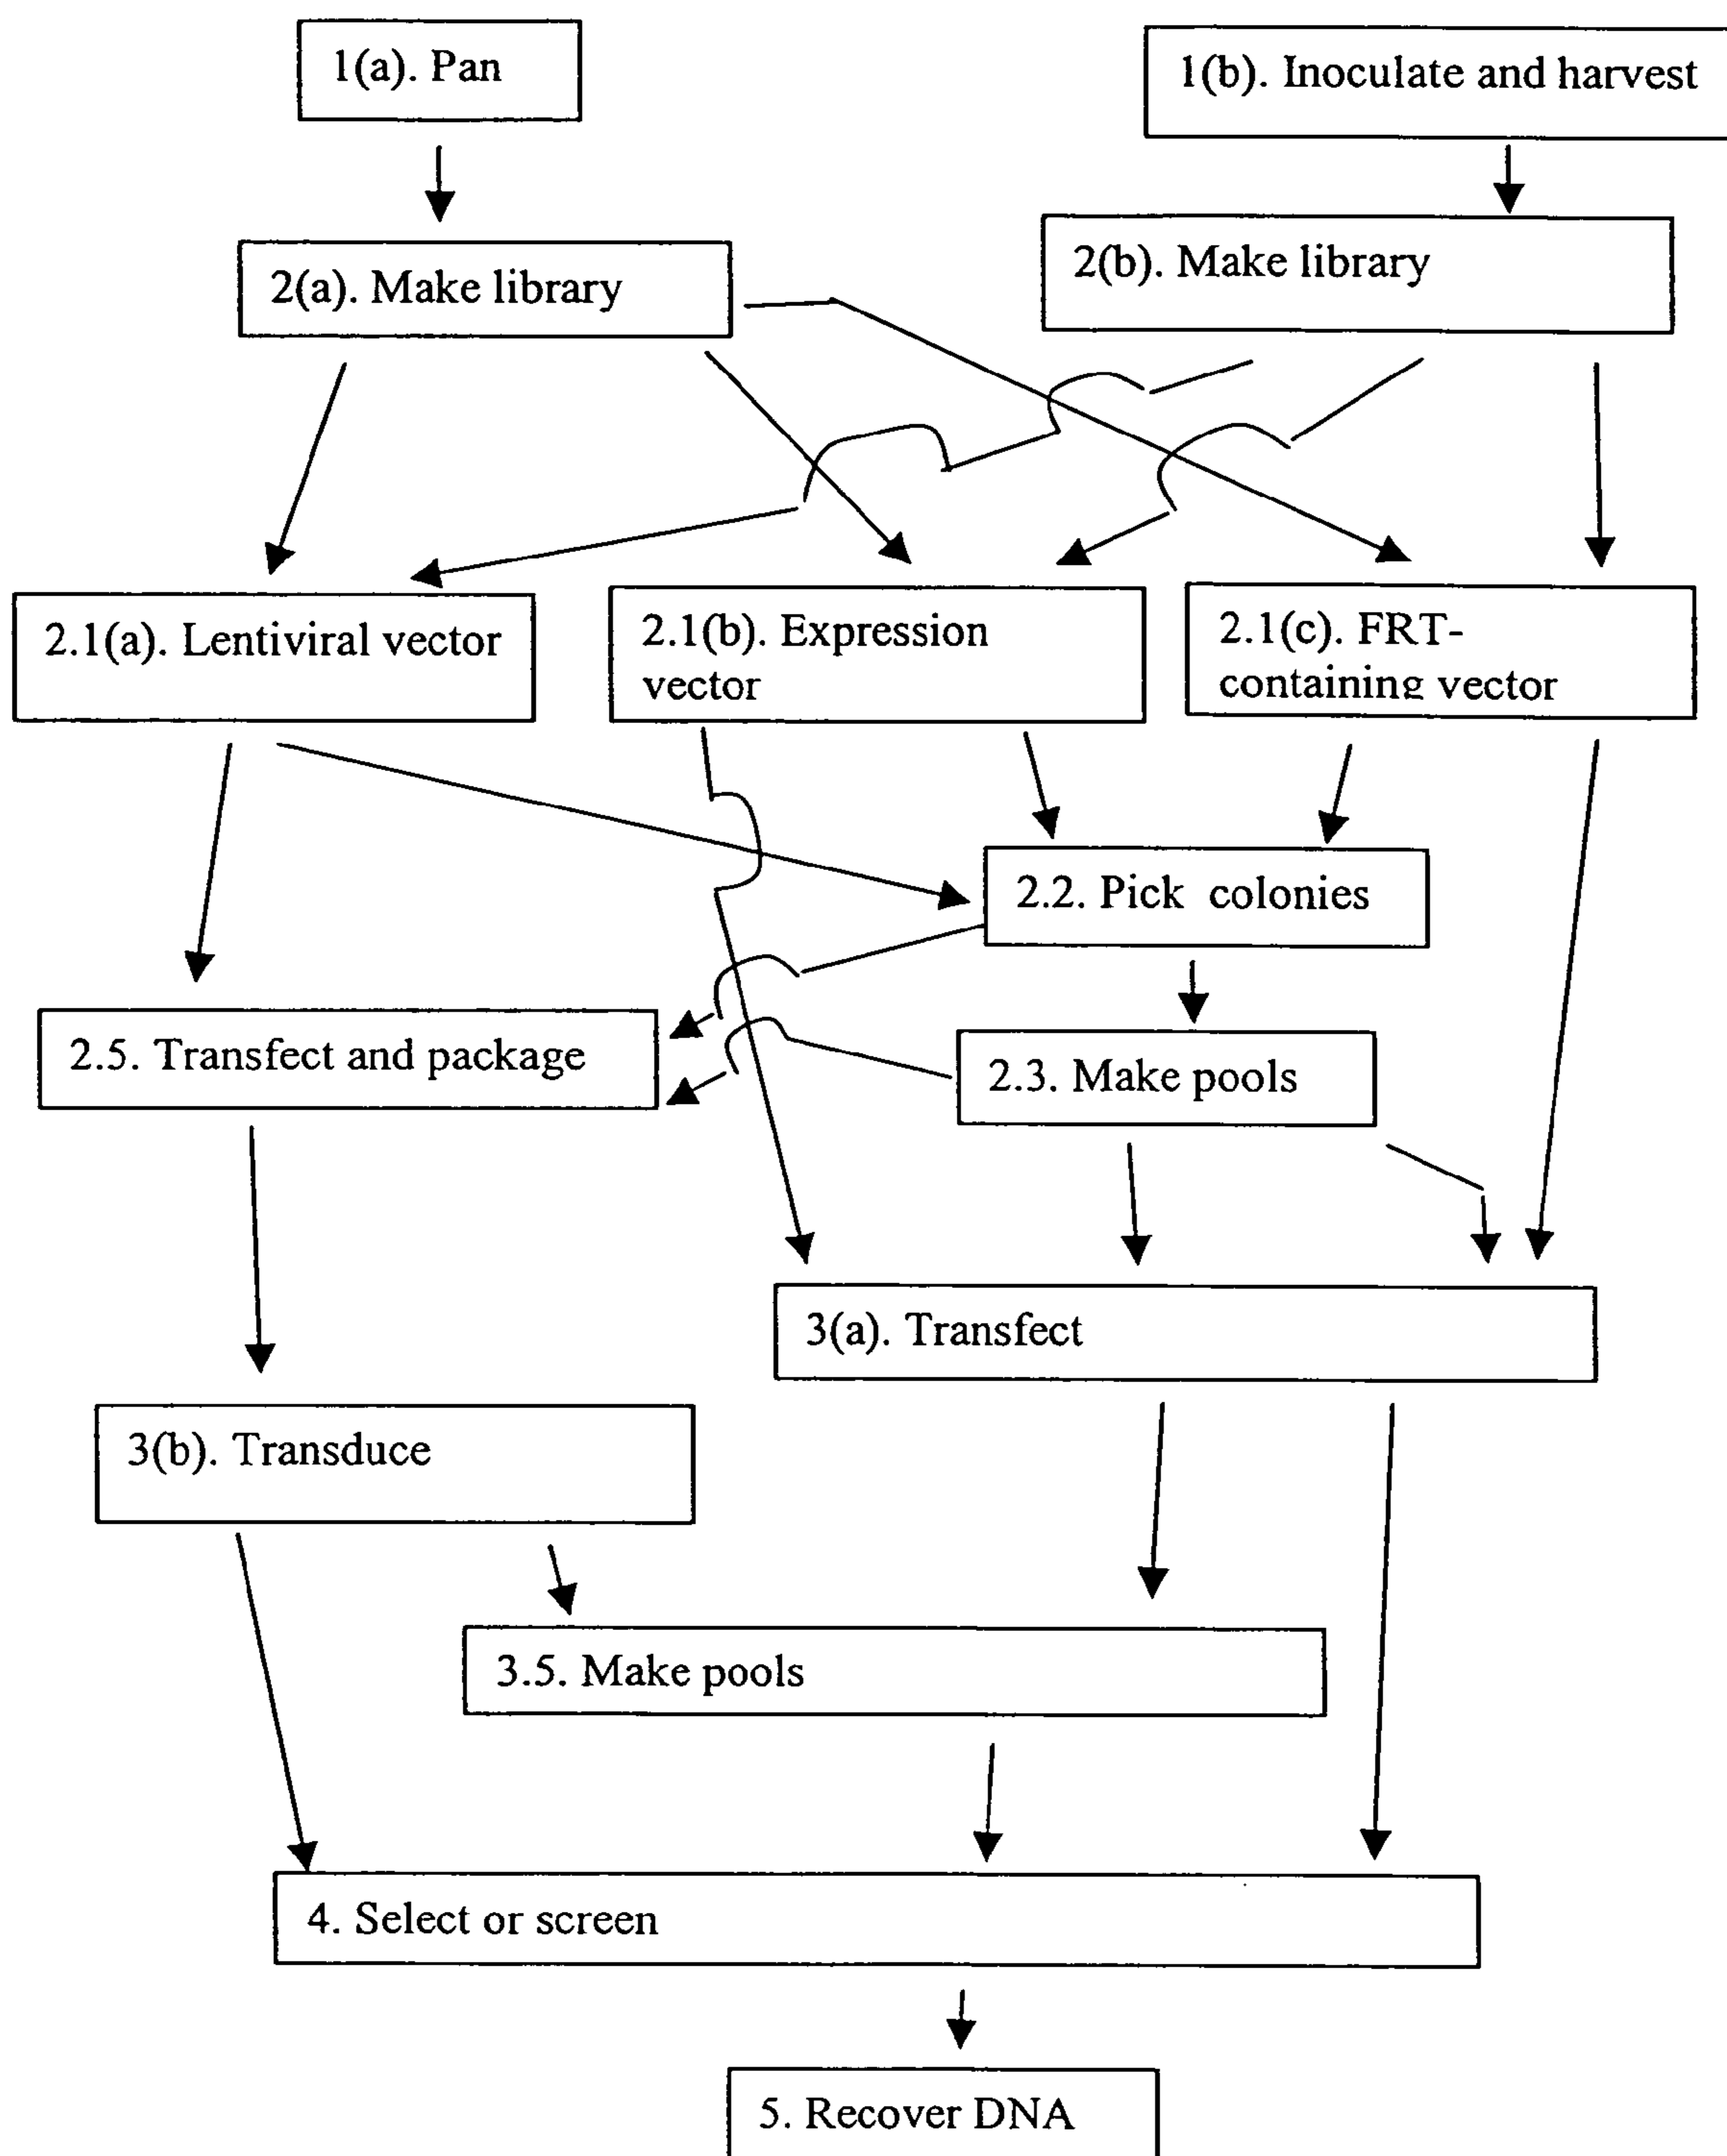 1(a). Pan
1(b). Inoculate and harvest
2(a). Make library
2(b). Make library
2.1(a). Lentiviral vector
2.1(b). Expression
vector
2.1(c). FRT-
containing vector
2.2. Pick colonies
2.5. Transfect and package
2.3. Make pools
3(a). Transfect
3(b). Transduce
3.5. Make pools
4. Select or screen
5. Recover DNA